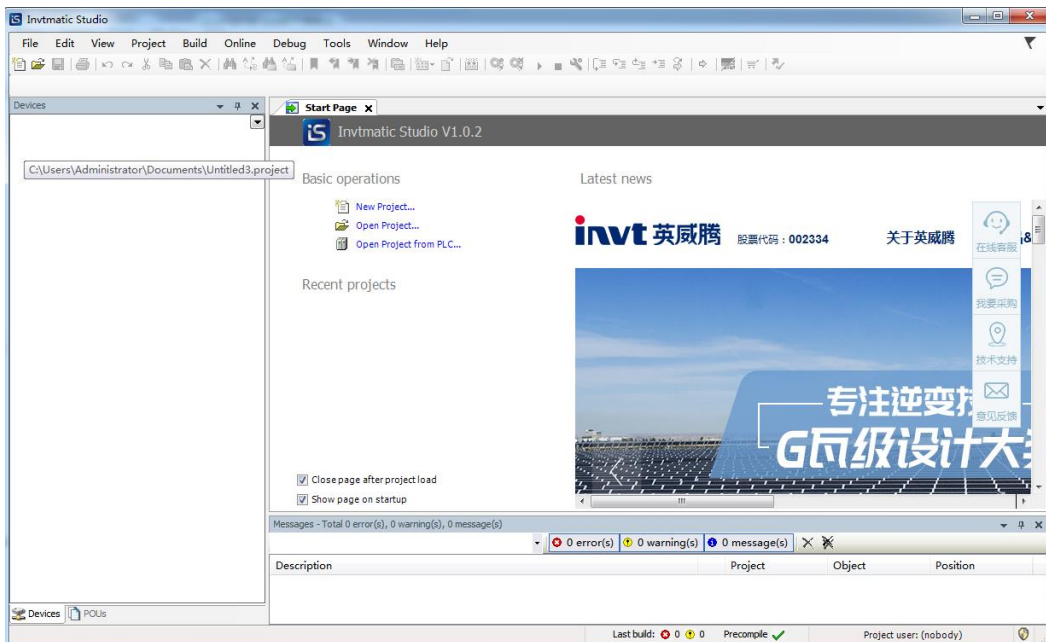 Invtmatic Studio
File Edit View Project Build Online Debug Tools Window Help
Devices
Start Page
Invtmatic Studio V1.0.2
C:\Users\Administrator\Documents\Untitled3.project
Basic operations
New Project...
Open Project...
Open Project from PLC...
Recent projects
Close page after project load
Show page on startup
Latest news
invt 英威腾 股票代码：002334 关于英威腾
在线客服
我要采购
技术支持
意见反馈
专注逆变
G瓦级设计大
Messages - Total 0 error(s), 0 warning(s), 0 message(s)
0 error(s) 0 warning(s) 0 message(s)
Description Project Object Position
Devices POUs
Last build: 0 0 Precompile Project user: (nobody)